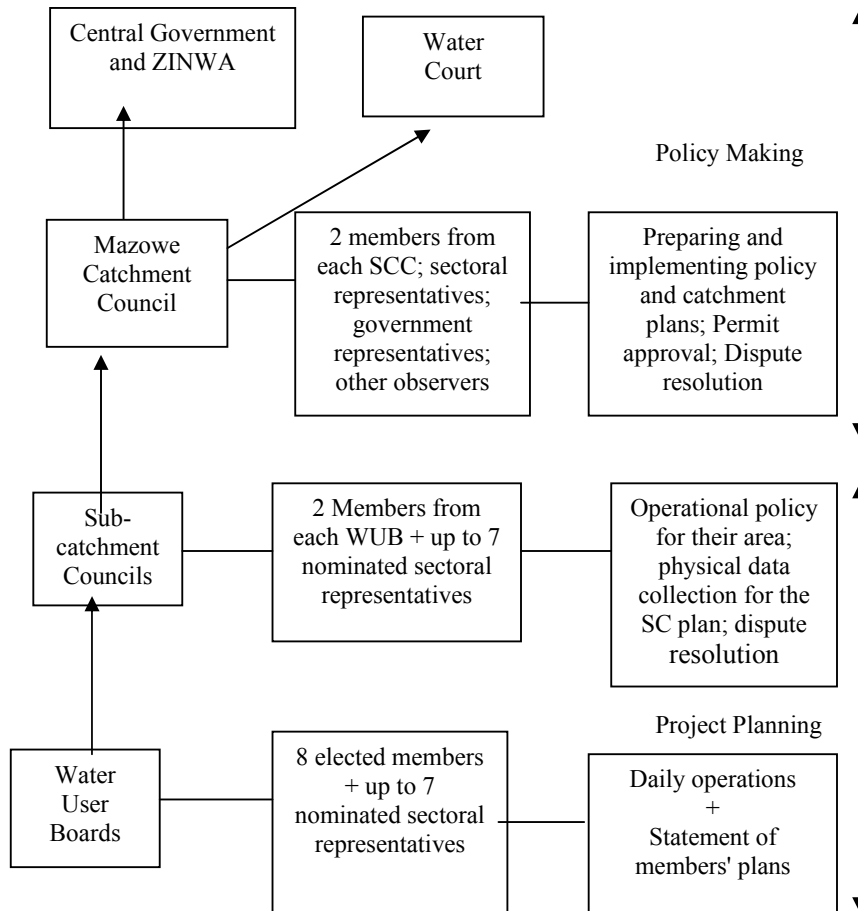 Central Government
and ZINWA
Water
Court
Policy Making
Mazowe
Catchment
Council
2 members from
each SCC; sectoral
representatives;
government
representatives;
other observers
Preparing and
implementing policy
and catchment
plans; Permit
approval; Dispute
resolution
Sub-
catchment
Councils
2 Members from
each WUB + up to 7
nominated sectoral
representatives
Operational policy
for their area;
physical data
collection for the
SC plan; dispute
resolution
Project Planning
Water
User
Boards
8 elected members
+ up to 7
nominated sectoral
representatives
Daily operations
+
Statement of
members' plans